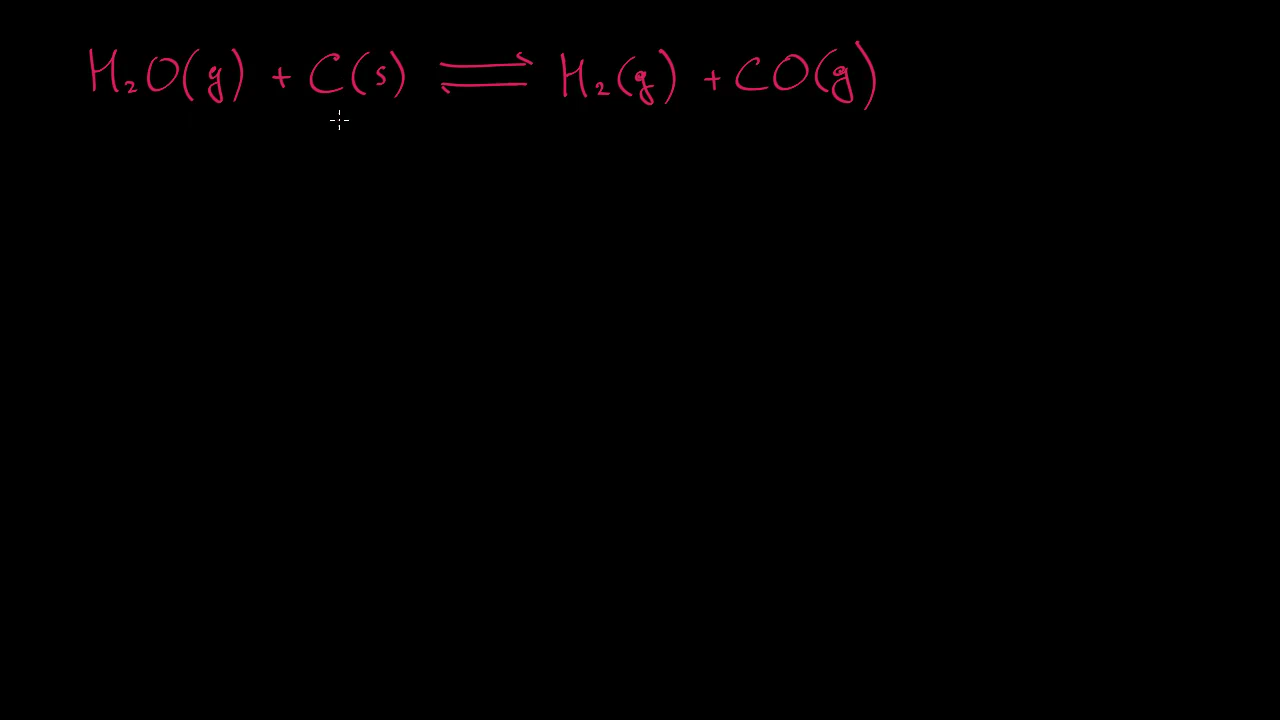 H₂O(g) + C(s) ⇌ H₂(g) + CO(g)